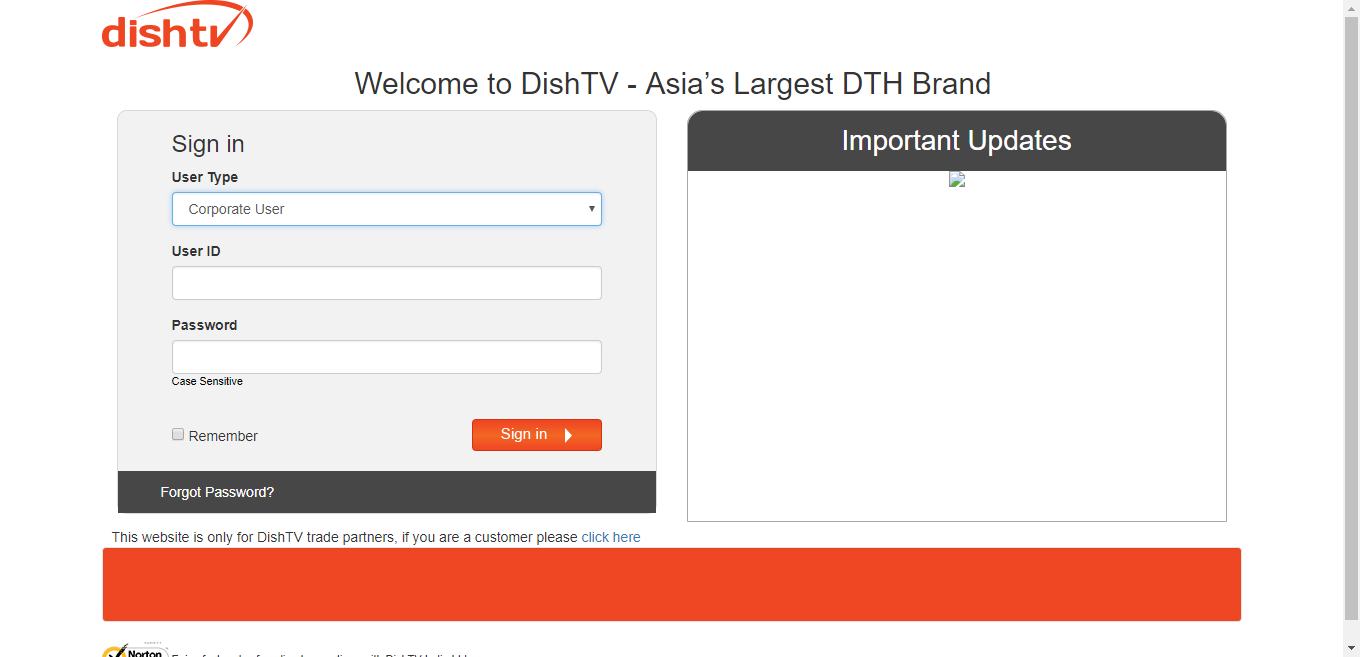 dishtv
Welcome to DishTV - Asia’s Largest DTH Brand
Sign in
User Type
Corporate User
User ID
Password
Case Sensitive
Remember
Sign in
Forgot Password?
Important Updates
This website is only for DishTV trade partners, if you are a customer please click here
Norton